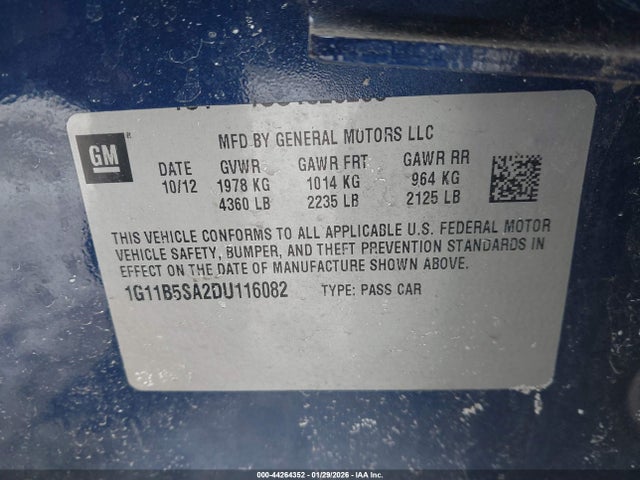 GM
MFD BY GENERAL MOTORS LLC
DATE GVWR GAWR FRT GAWR RR
10/12 1978 KG 1014 KG 964 KG
4360 LB 2235 LB 2125 LB
THIS VEHICLE CONFORMS TO ALL APPLICABLE U.S. FEDERAL MOTOR
VEHICLE SAFETY, BUMPER, AND THEFT PREVENTION STANDARDS IN
EFFECT ON THE DATE OF MANUFACTURE SHOWN ABOVE.
1G11B5SA2DU116082 TYPE: PASS CAR
000-44264352 | 01/29/2026 - IAA Inc.